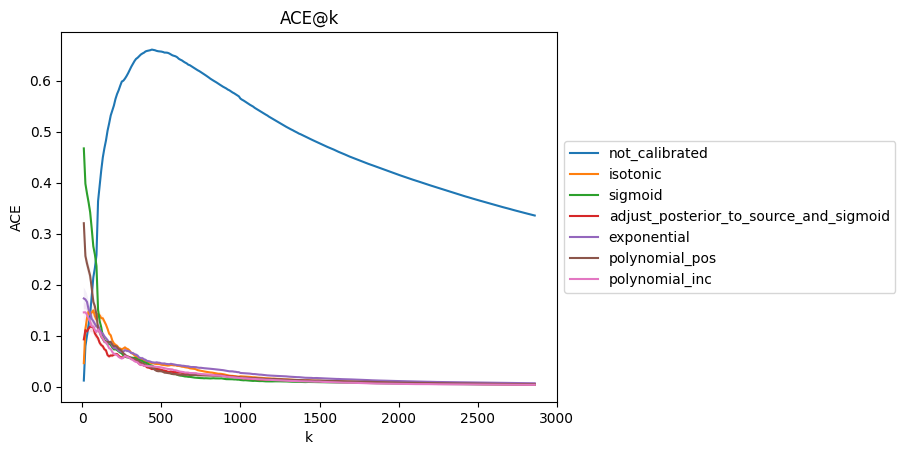 ACE@k
ACE
0.6
0.5
0.4
0.3
0.2
0.1
0.0
0
500
1000
1500
2000
2500
3000
k
not_calibrated
isotonic
sigmoid
adjust_posterior_to_source_and_sigmoid
exponential
polynomial_pos
polynomial_inc